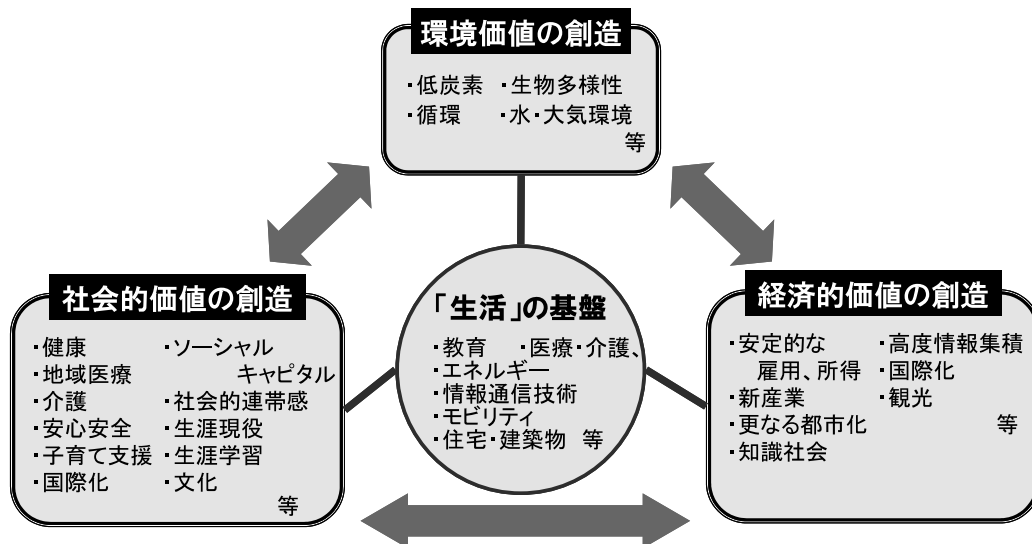 環境価値の創造
・低炭素 ・生物多様性
・循環 ・水・大気環境
等
社会的価値の創造
・健康 ・ソーシャル
・地域医療 キャピタル
・介護 ・社会的連帯感
・安心安全 ・生涯現役
・子育て支援 ・生涯学習
・国際化 ・文化
等
「生活」の基盤
・教育 ・医療・介護、
・エネルギー
・情報通信技術
・モビリティ
・住宅・建築物 等
経済的価値の創造
・安定的な ・高度情報集積
雇用、所得 ・国際化
・新産業 ・観光
・更なる都市化 等
・知識社会